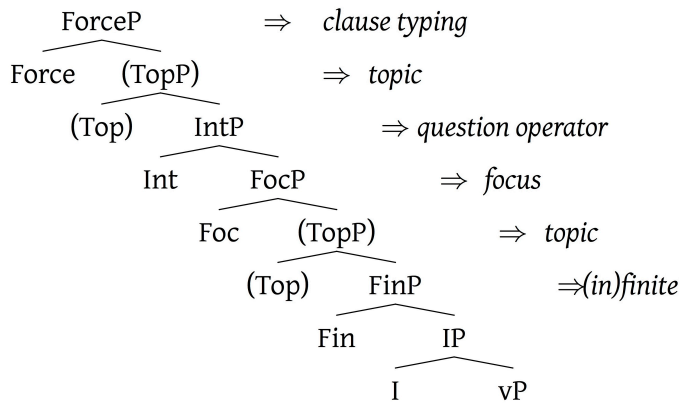 ForceP ⇒ clause typing
Force (TopP) ⇒ topic
(Top) IntP ⇒ question operator
Int FocP ⇒ focus
Foc (TopP) ⇒ topic
(Top) FinP ⇒(in)finite
Fin IP
I vP